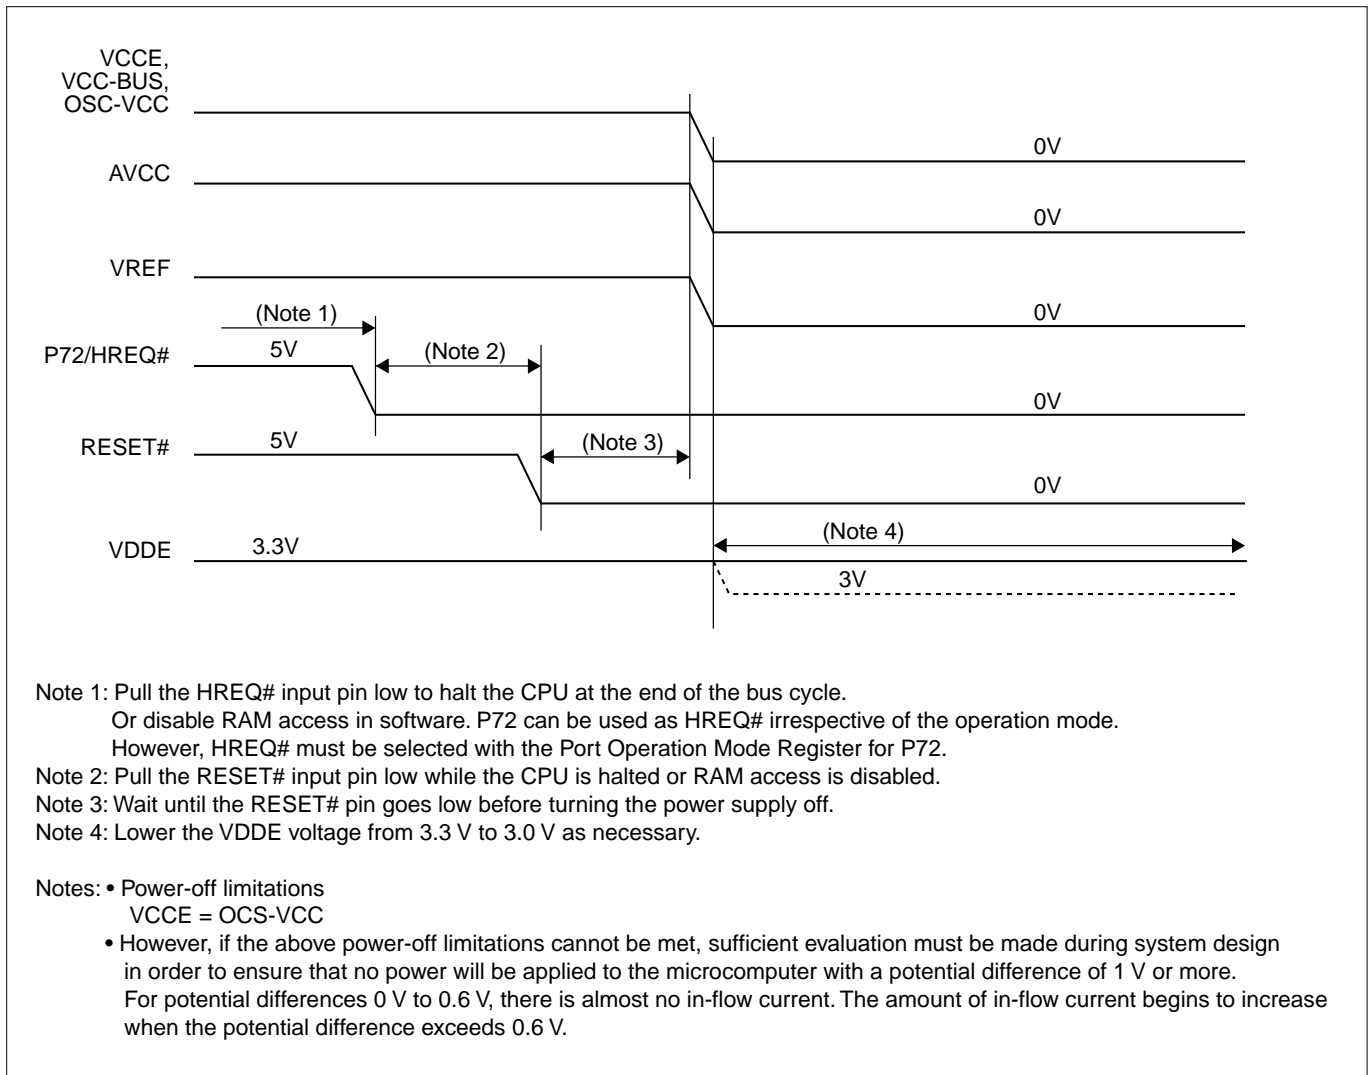 VCCE,
VCC-BUS,
OSC-VCC
0V
AVCC
0V
VREF
0V
(Note 1)
P72/HREQ#
5V
(Note 2)
0V
RESET#
5V
(Note 3)
0V
VDDE
3.3V
(Note 4)
3V
Note 1: Pull the HREQ# input pin low to halt the CPU at the end of the bus cycle.
Or disable RAM access in software. P72 can be used as HREQ# irrespective of the operation mode.
However, HREQ# must be selected with the Port Operation Mode Register for P72.
Note 2: Pull the RESET# input pin low while the CPU is halted or RAM access is disabled.
Note 3: Wait until the RESET# pin goes low before turning the power supply off.
Note 4: Lower the VDDE voltage from 3.3 V to 3.0 V as necessary.
Notes: • Power-off limitations
VCCE = OCS-VCC
• However, if the above power-off limitations cannot be met, sufficient evaluation must be made during system design
in order to ensure that no power will be applied to the microcomputer with a potential difference of 1 V or more.
For potential differences 0 V to 0.6 V, there is almost no in-flow current. The amount of in-flow current begins to increase
when the potential difference exceeds 0.6 V.